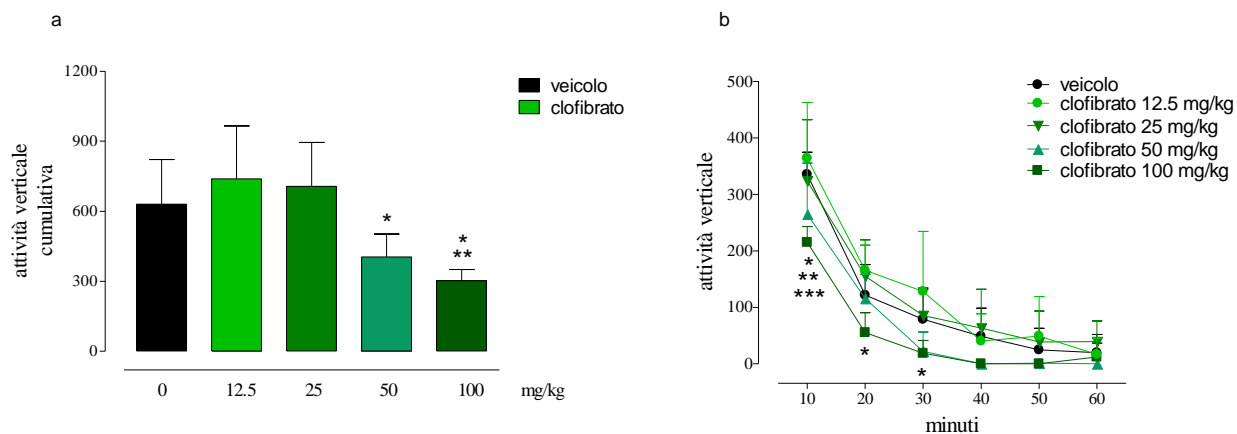 a
1200
900
600
300
0
attività verticale
cumulativa
veicolo
clofibrato
*
*
**
0 12.5 25 50 100 mg/kg
b
500
400
300
200
100
0
attività verticale
veicolo
clofibrato 12.5 mg/kg
clofibrato 25 mg/kg
clofibrato 50 mg/kg
clofibrato 100 mg/kg
*
**
***
*
*
10 20 30 40 50 60
minuti